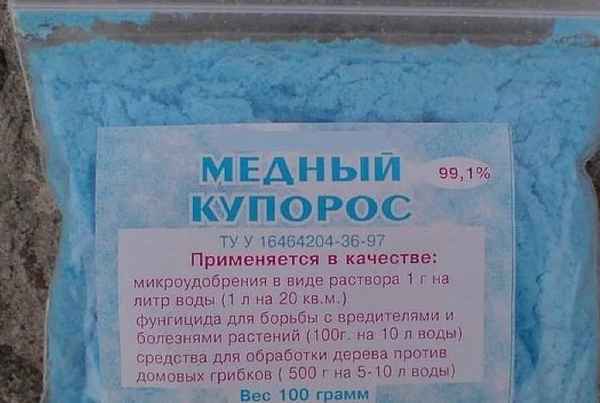 МЕДНЫЙ
99,1%
КУПОРОС
ТУ У 16464204-36-97
Применяется в качестве:
микроудобрения в виде раствора 1 г на
литр воды (1 л на 20 кв.м.)
фунгицида для борьбы с вредителями и
болезнями растений (100г. на 10 л воды)
средства для обработки дерева против
домовых грибков ( 500 г на 5-10 л воды)
Вес 100 грамм